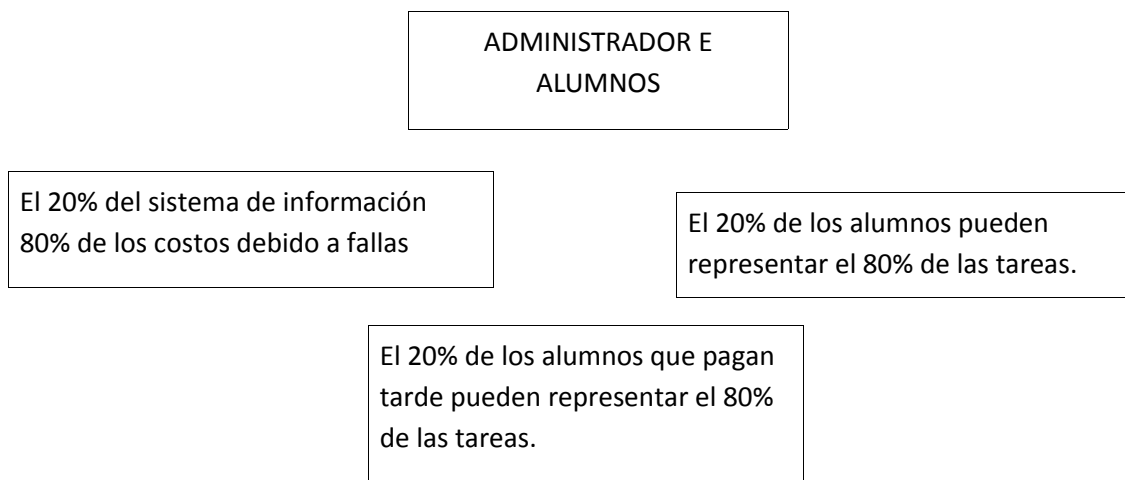 ADMINISTRADOR E
ALUMNOS
El 20% del sistema de información
80% de los costos debido a fallas
El 20% de los alumnos pueden
representar el 80% de las tareas.
El 20% de los alumnos que pagan
tarde pueden representar el 80%
de las tareas.